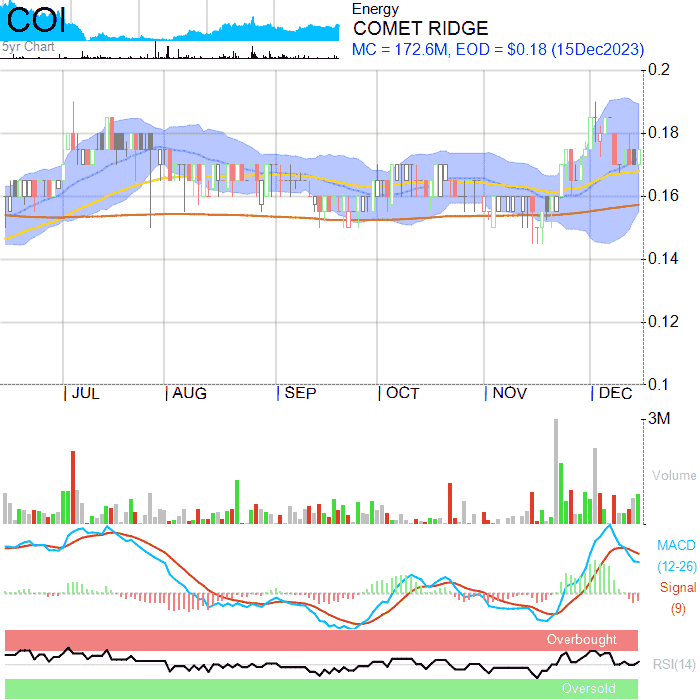 COI
5yr Chart
Energy
COMET RIDGE
MC = 172.6M, EOD = $0.18 (15Dec2023)
0.2
0.18
0.16
0.14
0.12
0.1
JUL AUG SEP OCT NOV DEC
3M
Volume
MACD
(12-26)
Signal
(9)
Overbought
RSI(14)
Oversold